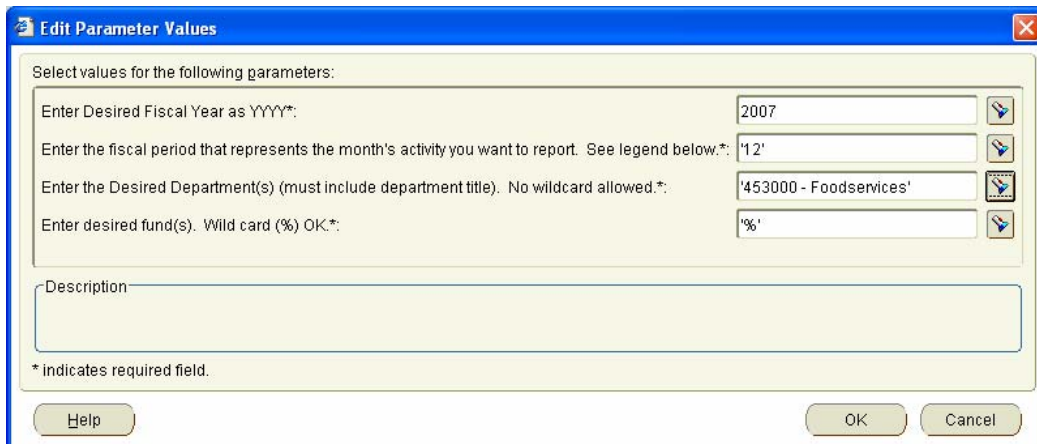 Edit Parameter Values
Select values for the following parameters:
Enter Desired Fiscal Year as YYYY*: 2007
Enter the fiscal period that represents the month's activity you want to report. See legend below.*: '12'
Enter the Desired Department(s) (must include department title). No wildcard allowed.*: '453000 - Foodservices'
Enter desired fund(s). Wild card (%) OK.*: '%'
Description
* indicates required field.
Help OK Cancel